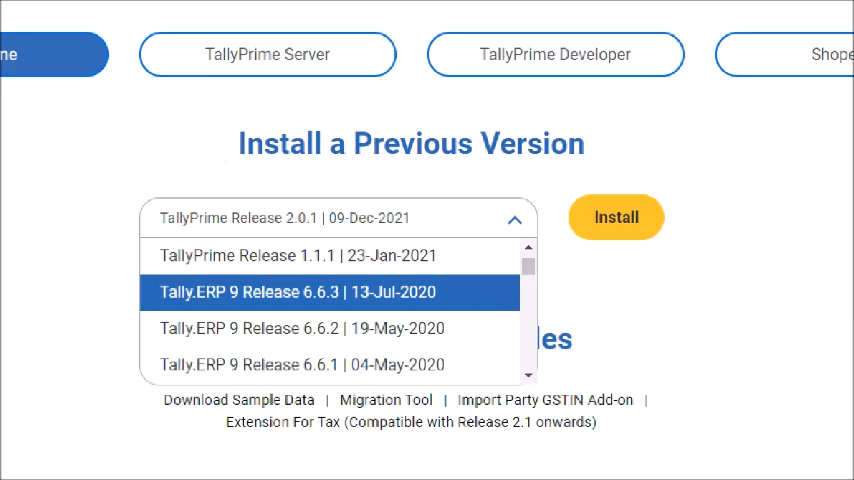 ne
TallyPrime Server
TallyPrime Developer
Shope
Install a Previous Version
TallyPrime Release 2.0.1 | 09-Dec-2021
Install
TallyPrime Release 1.1.1 | 23-Jan-2021
Tally.ERP 9 Release 6.6.3 | 13-Jul-2020
Tally.ERP 9 Release 6.6.2 | 19-May-2020
les
Tally.ERP 9 Release 6.6.1 | 04-May-2020
Download Sample Data | Migration Tool | Import Party GSTIN Add-on |
Extension For Tax (Compatible with Release 2.1 onwards)